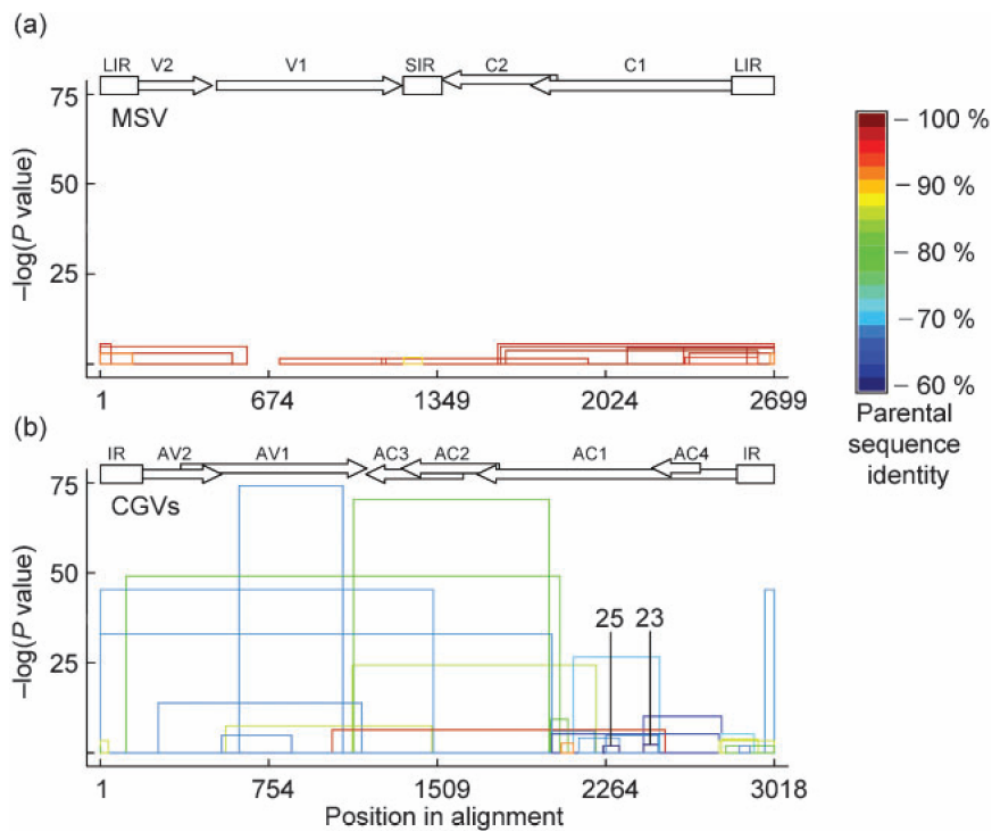 (a)
LIR V2 V1 SIR C2 C1 LIR
MSV
75
50
25
–log(P value)
1 674 1349 2024 2699
– 100 %
– 90 %
– 80 %
– 70 %
– 60 %
Parental
sequence
identity
(b)
IR AV2 AV1 AC3 AC2 AC1 AC4 IR
CGVs
75
50
25
–log(P value)
25 23
1 754 1509 2264 3018
Position in alignment